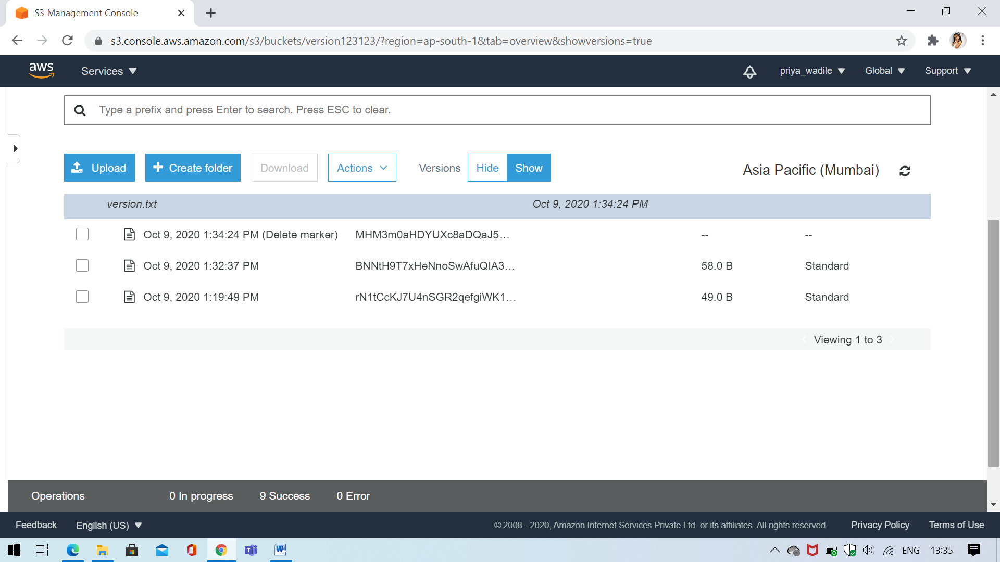 S3 Management Console
s3.console.aws.amazon.com/s3/buckets/version123123/?region=ap-south-1&tab=overview&showversions=true
aws Services priya_wadile Global Support
Type a prefix and press Enter to search. Press ESC to clear.
Upload Create folder Download Actions Versions Hide Show Asia Pacific (Mumbai)
version.txt Oct 9, 2020 1:34:24 PM
Oct 9, 2020 1:34:24 PM (Delete marker) MHM3m0aHDYUXc8aDQaJ5... -- --
Oct 9, 2020 1:32:37 PM BNNtH9T7xHeNnoSwAfuQIA3... 58.0 B Standard
Oct 9, 2020 1:19:49 PM rN1tCcKJ7U4nSGR2qefgiWK1... 49.0 B Standard
Viewing 1 to 3
Operations 0 In progress 9 Success 0 Error
Feedback English (US) © 2008 - 2020, Amazon Internet Services Private Ltd. or its affiliates. All rights reserved. Privacy Policy Terms of Use
ENG 13:35